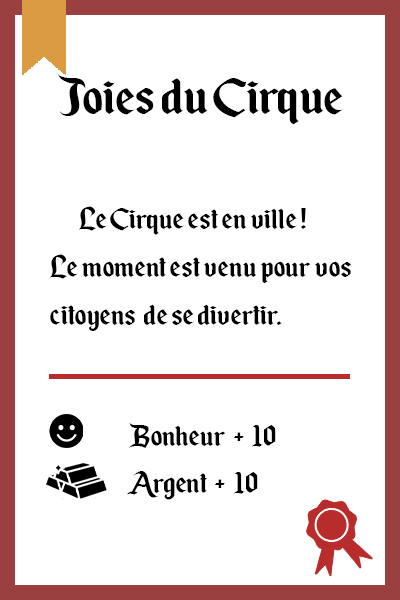 Joies du Cirque
Le Cirque est en ville !
Le moment est venu pour vos
citoyens de se divertir.
Bonheur + 10
Argent + 10